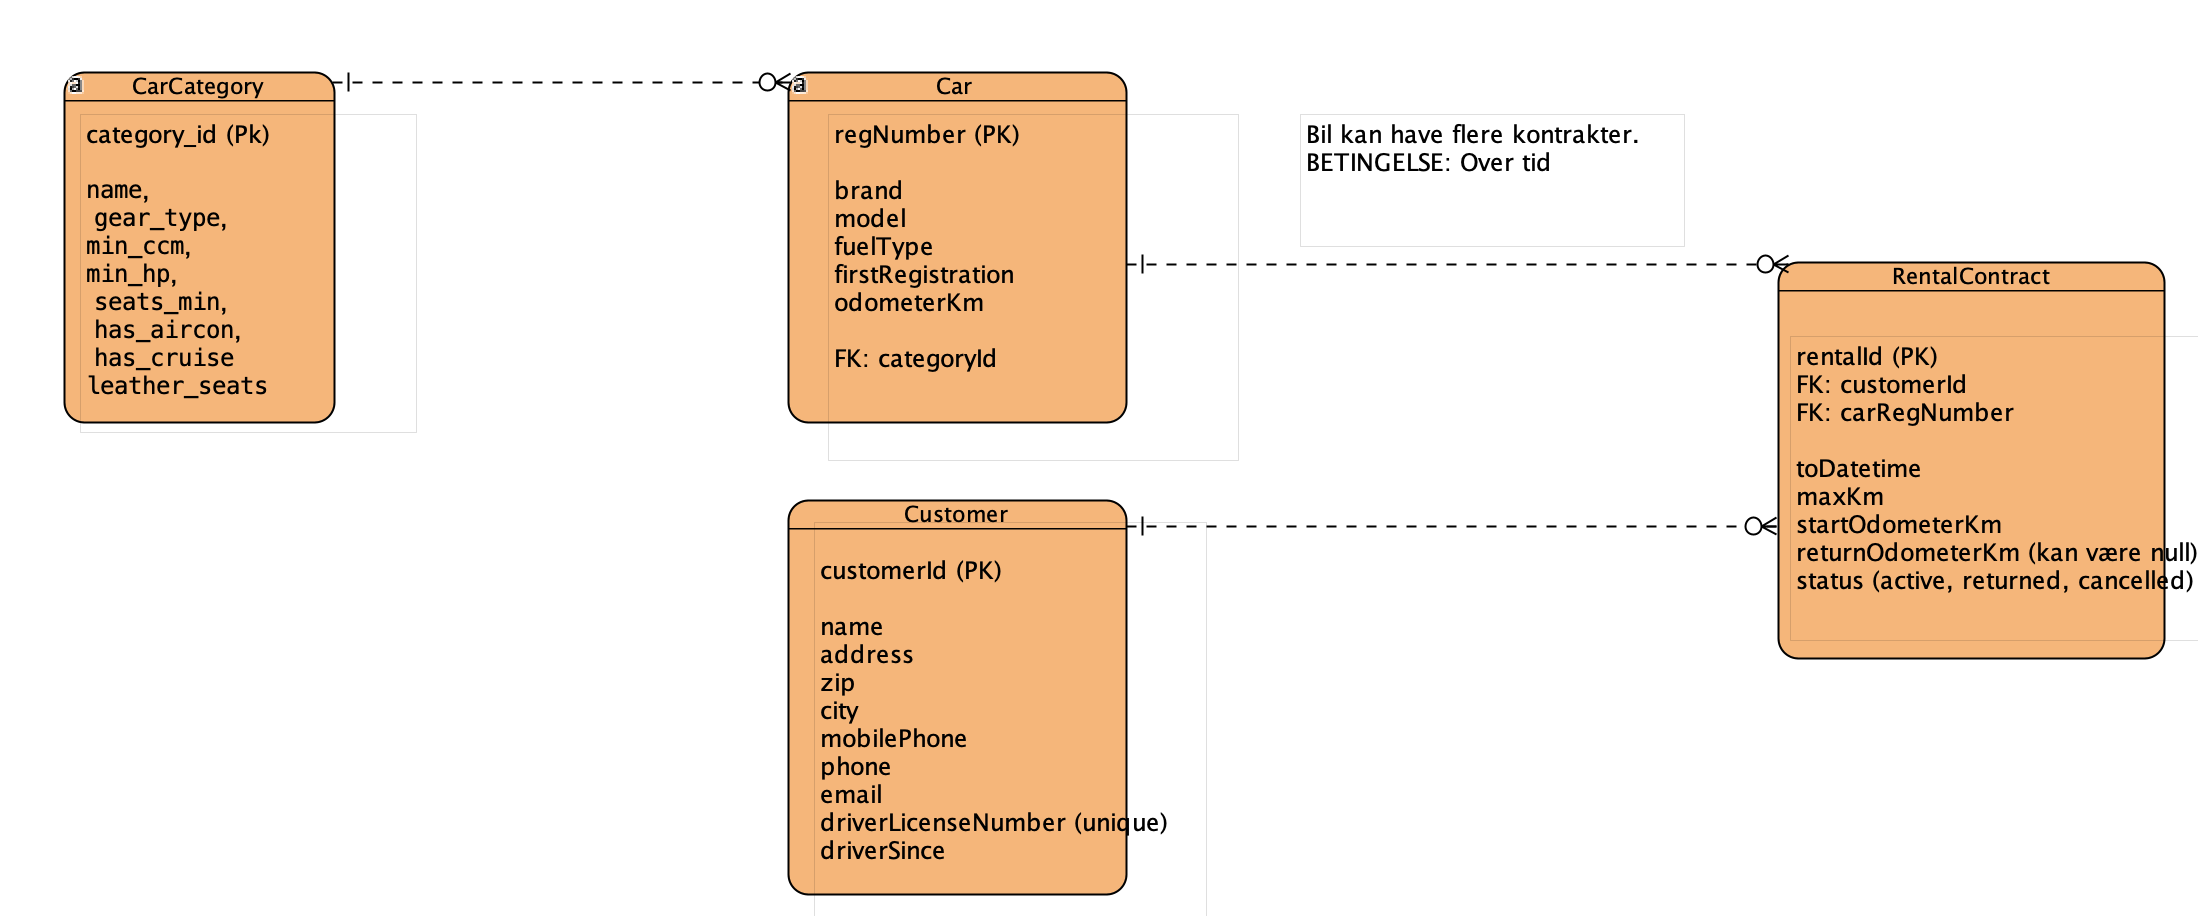 CarCategory
category_id (Pk)
name,
gear_type,
min_ccm,
min_hp,
seats_min,
has_aircon,
has_cruise
leather_seats
Car
regNumber (PK)
brand
model
fuelType
firstRegistration
odometerKm
FK: categoryId
Bil kan have flere kontrakter.
BETINGELSE: Over tid
RentalContract
rentalId (PK)
FK: customerId
FK: carRegNumber
toDatetime
maxKm
startOdometerKm
returnOdometerKm (kan være null)
status (active, returned, cancelled)
Customer
customerId (PK)
name
address
zip
city
mobilePhone
phone
email
driverLicenseNumber (unique)
driverSince